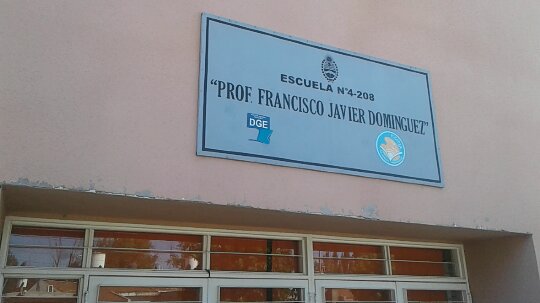 ESCUELA N°4-208
"PROF. FRANCISCO JAVIER DOMINGUEZ"
DGE